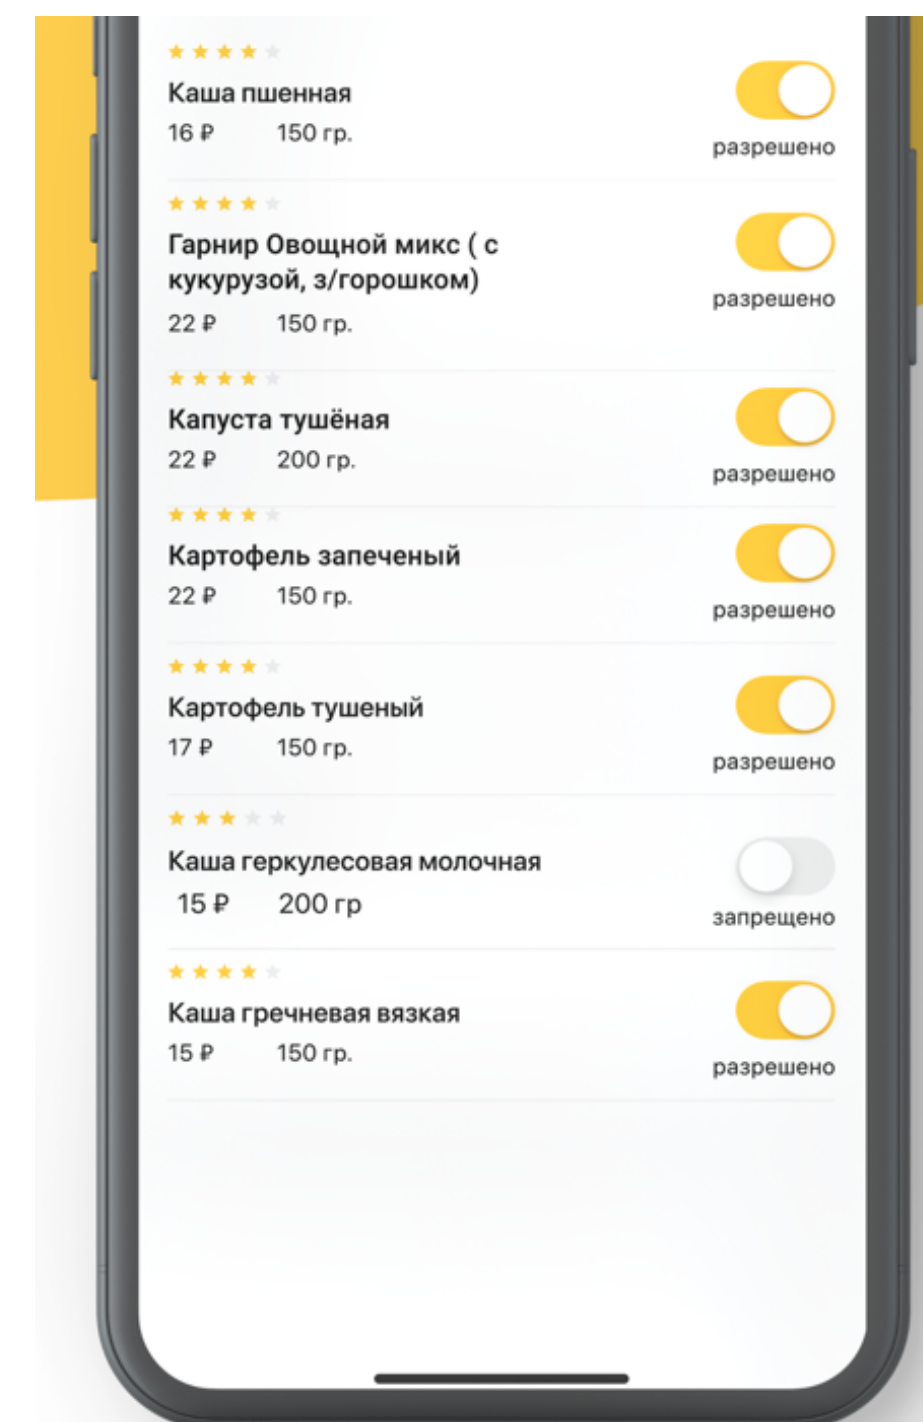 Каша пшенная
16 ₽ 150 гр.
разрешено
Гарнир Овощной микс ( с
кукурузой, з/горошком)
22 ₽ 150 гр.
разрешено
Капуста тушёная
22 ₽ 200 гр.
разрешено
Картофель запеченый
22 ₽ 150 гр.
разрешено
Картофель тушеный
17 ₽ 150 гр.
разрешено
Каша геркулесовая молочная
15 ₽ 200 гр
запрещено
Каша гречневая вязкая
15 ₽ 150 гр.
разрешено